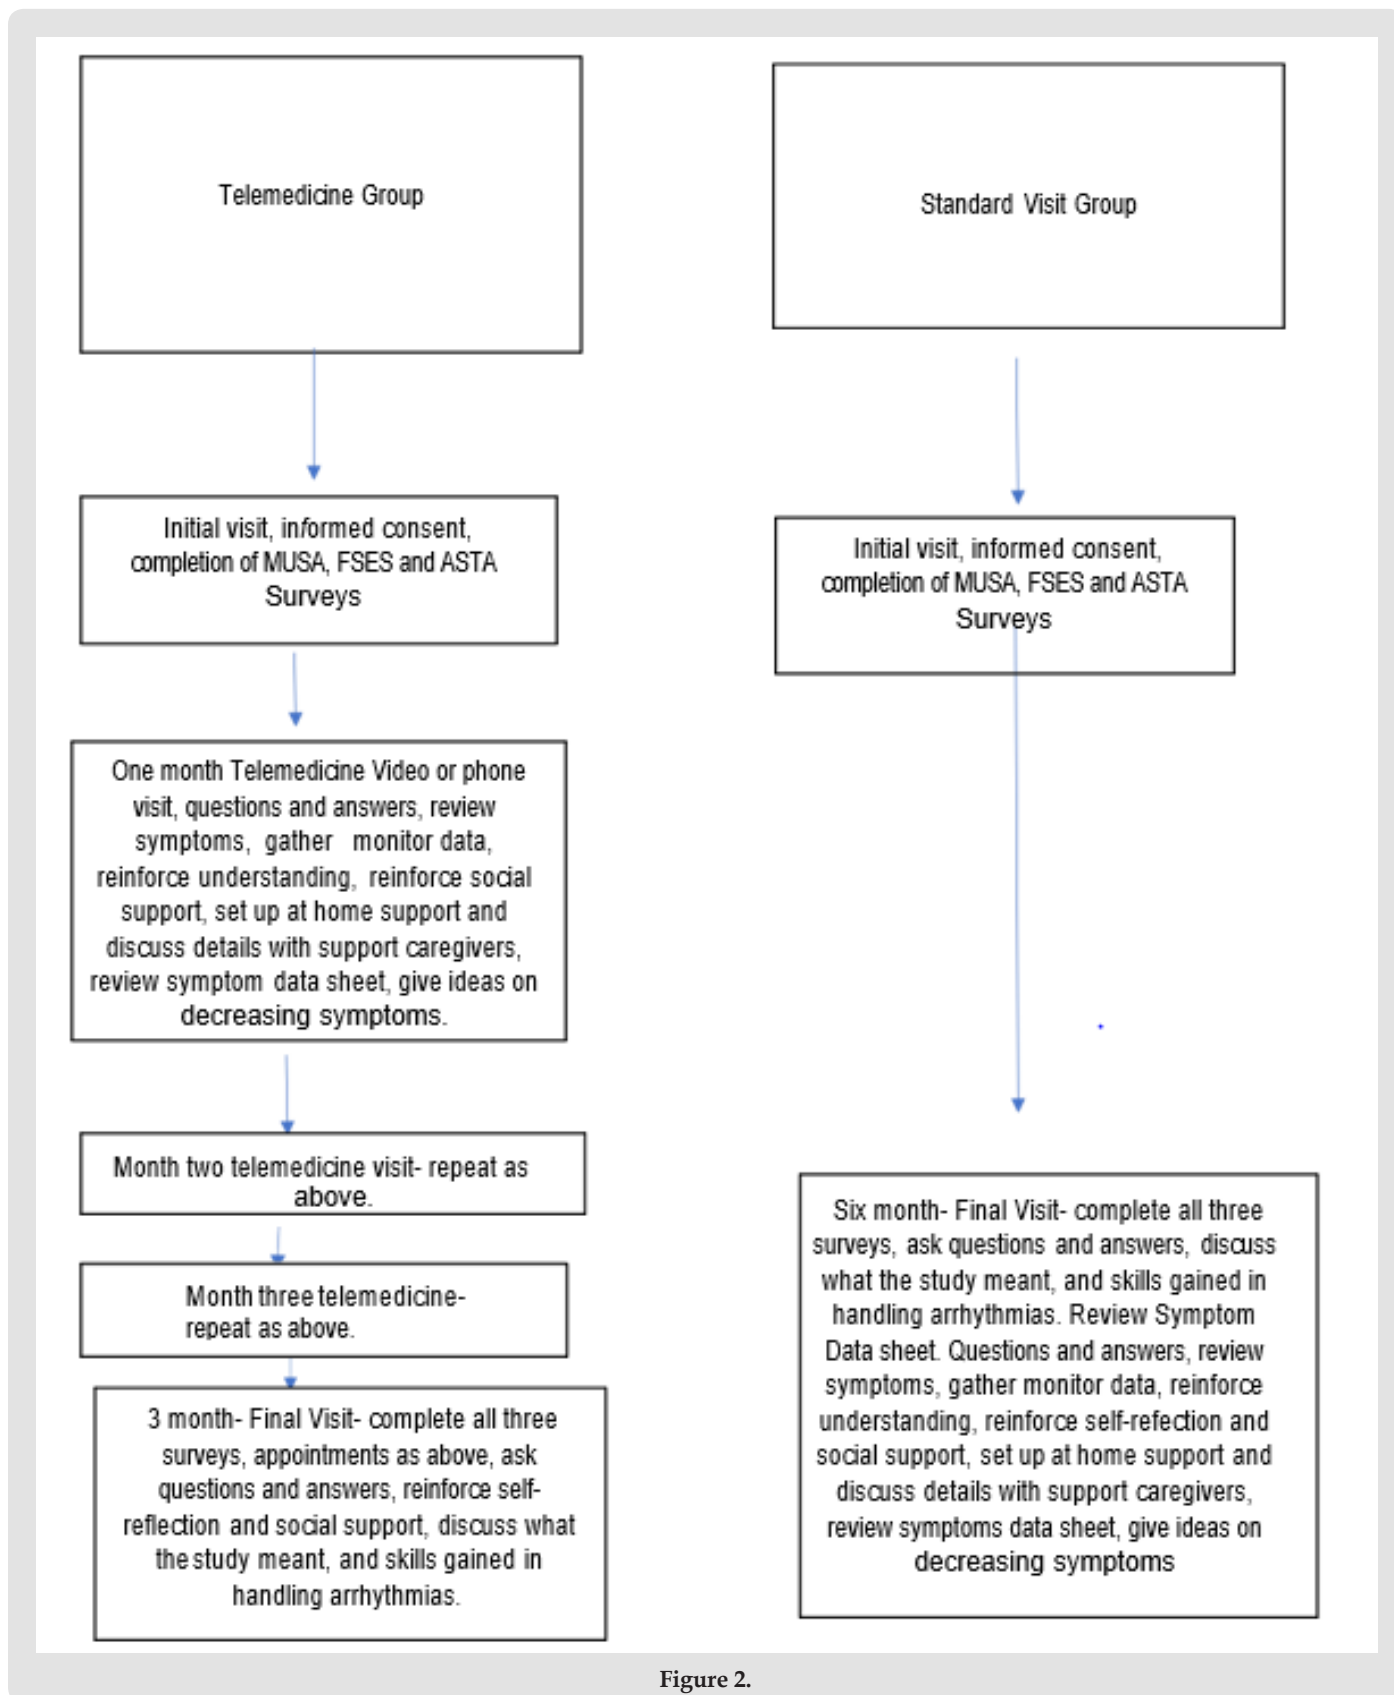 Telemedicine Group
Initial visit, informed consent,
completion of MUSA, FSES and ASTA
Surveys
One month Telemedicine Video or phone
visit, questions and answers, review
symptoms, gather monitor data,
reinforce understanding, reinforce social
support, set up at home support and
discuss details with support caregivers,
review symptom data sheet, give ideas on
decreasing symptoms.
Month two telemedicine visit- repeat as
above.
Month three telemedicine-
repeat as above.
3 month- Final Visit- complete all three
surveys, appointments as above, ask
questions and answers, reinforce self-
reflection and social support, discuss what
the study meant, and skills gained in
handling arrhythmias.
Standard Visit Group
Initial visit, informed consent,
completion of MUSA, FSES and ASTA
Surveys
Six month- Final Visit- complete all three
surveys, ask questions and answers, discuss
what the study meant, and skills gained in
handling arrhythmias. Review Symptom
Data sheet. Questions and answers, review
symptoms, gather monitor data, reinforce
understanding, reinforce self-refection and
social support, set up at home support and
discuss details with support caregivers,
review symptoms data sheet, give ideas on
decreasing symptoms
Figure 2.